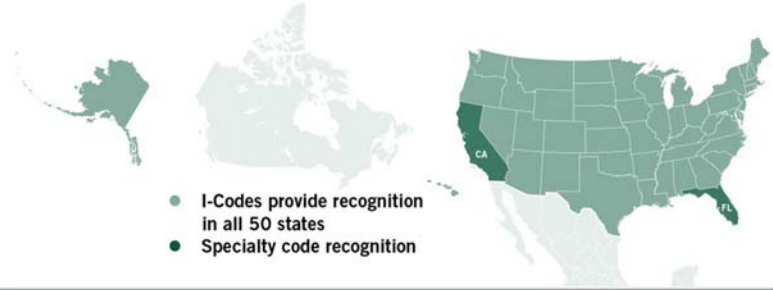 CA
FL
I-Codes provide recognition
in all 50 states
Specialty code recognition